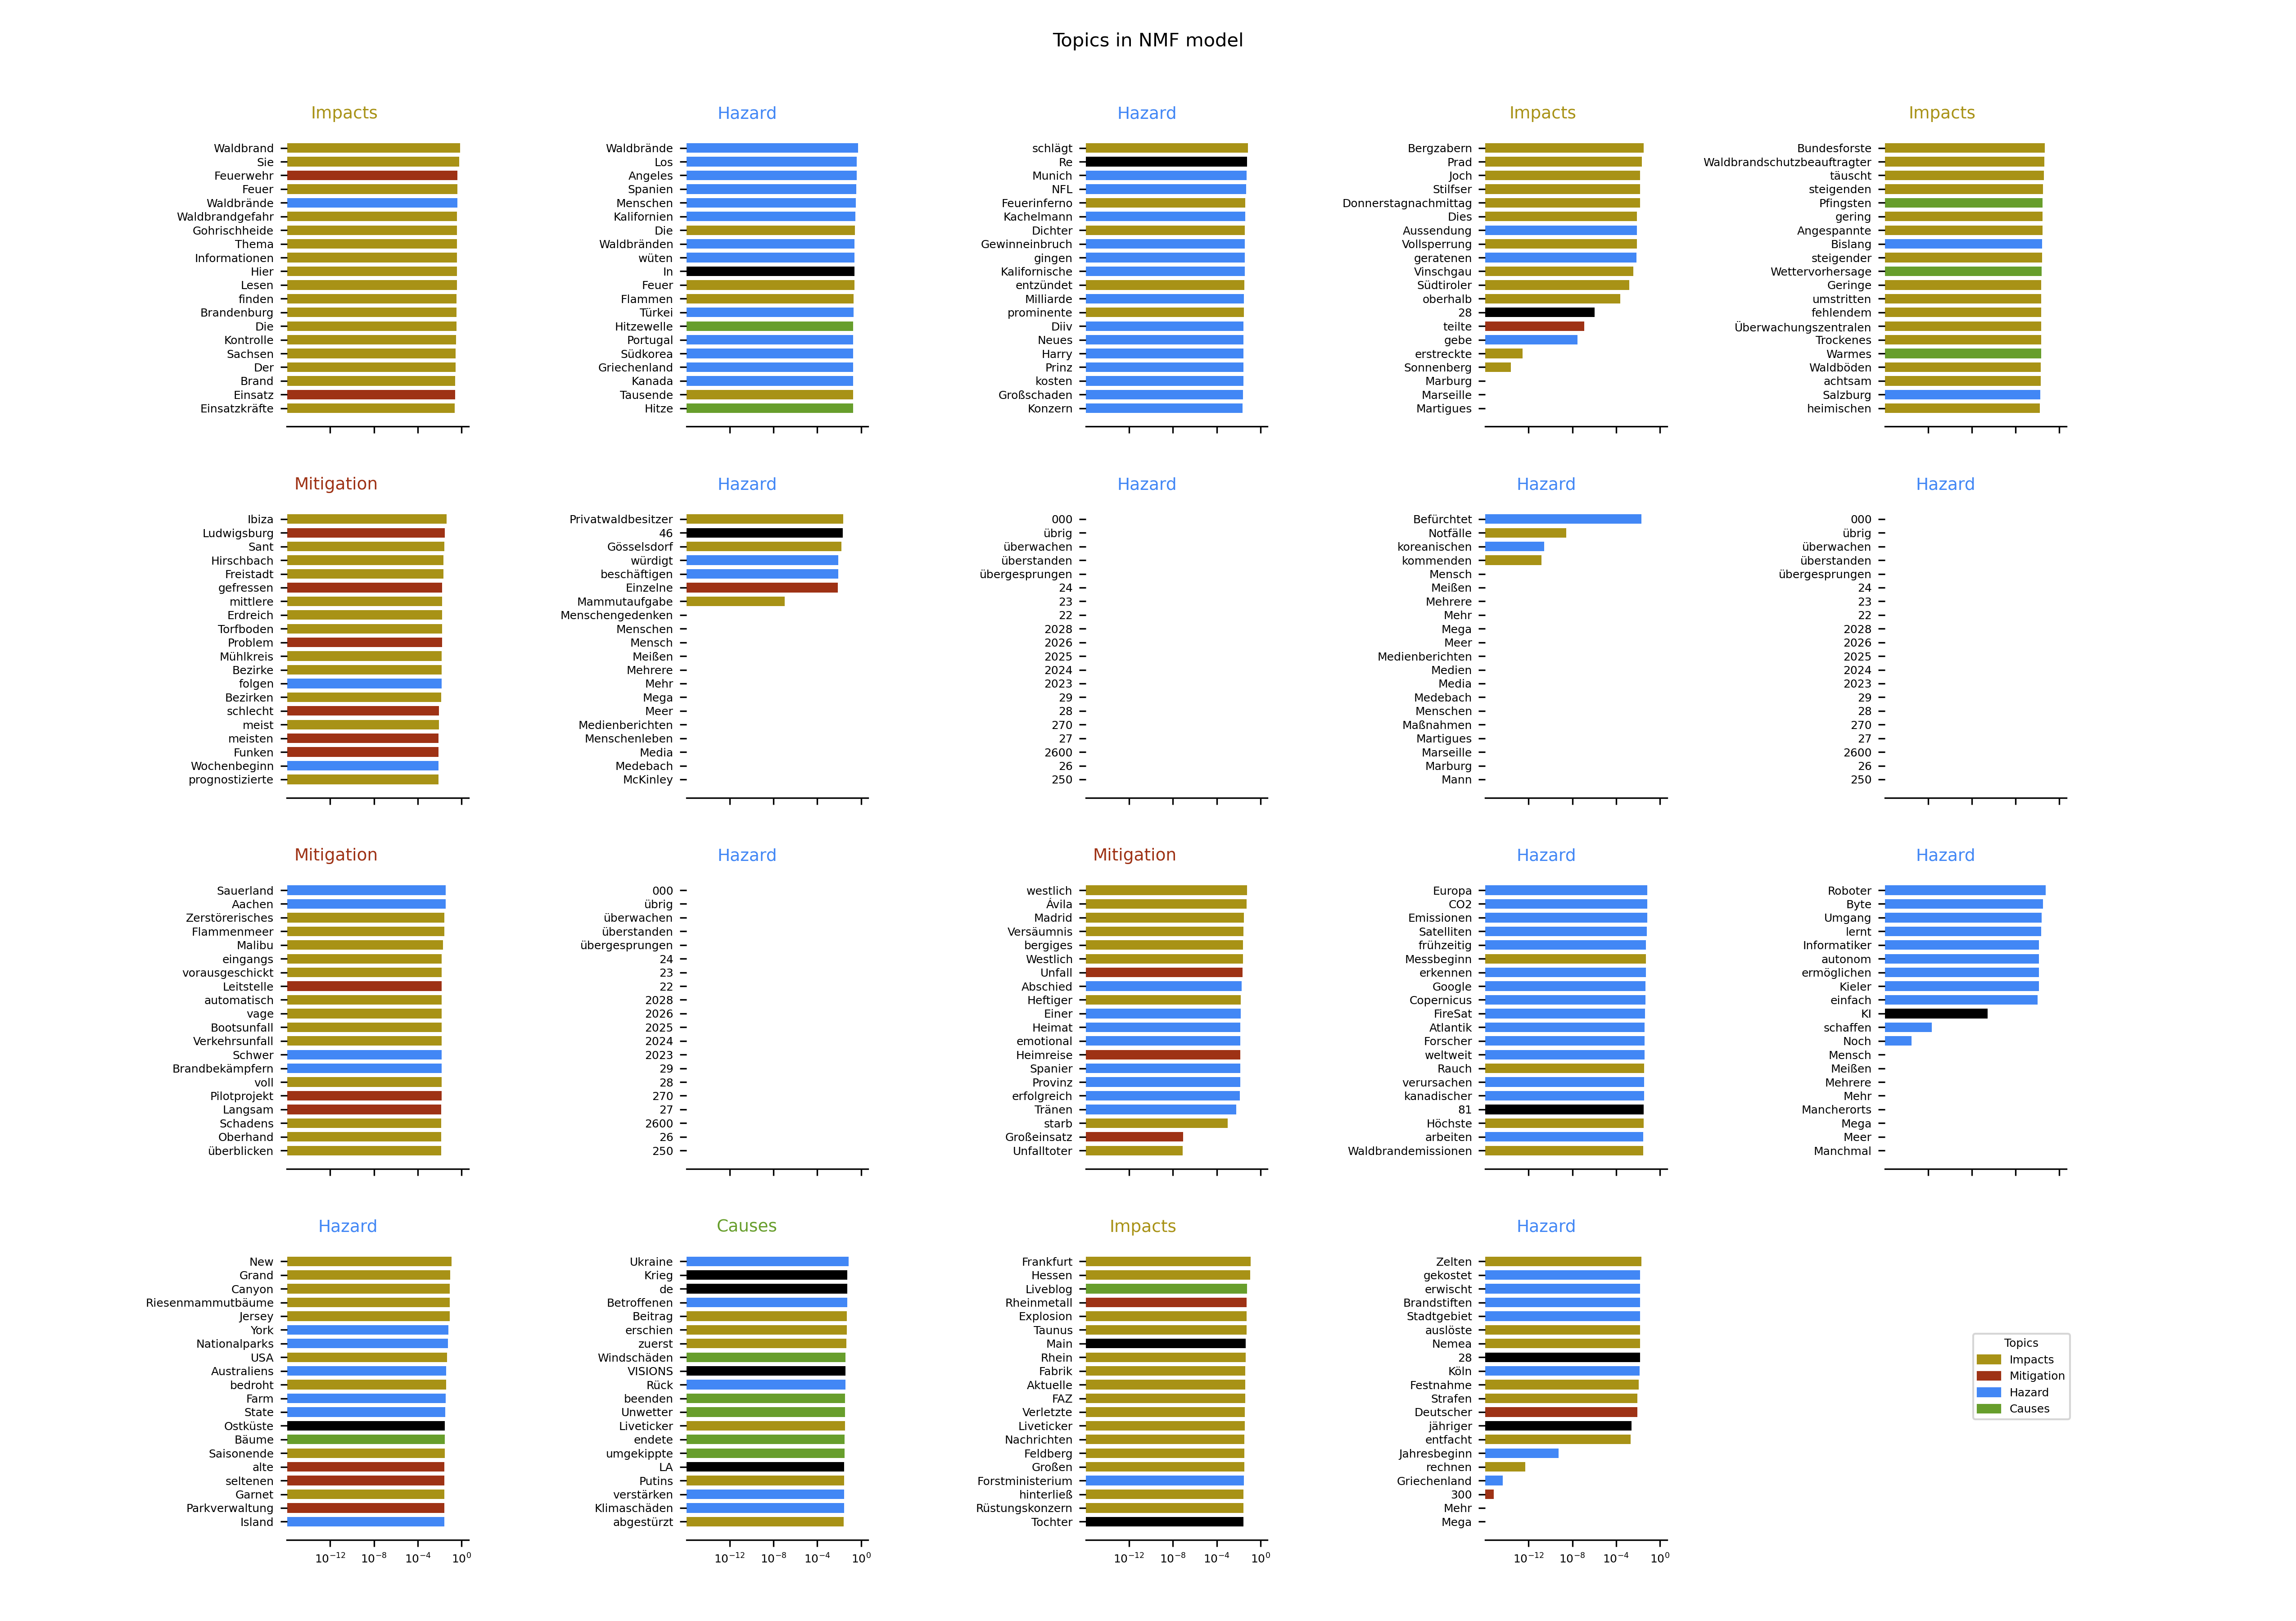 Topics in NMF model
Impacts
Waldbrand
Sie
Feuerwehr
Feuer
Waldbrände
Waldbrandgefahr
Gohrischheide
Thema
Informationen
Hier
Lesen
finden
Brandenburg
Die
Kontrolle
Sachsen
Der
Brand
Einsatz
Einsatzkräfte
Hazard
Waldbrände
Los
Angeles
Spanien
Menschen
Kalifornien
Die
Waldbränden
wüten
In
Feuer
Flammen
Türkei
Hitzewelle
Portugal
Südkorea
Griechenland
Kanada
Tausende
Hitze
Hazard
schlägt
Re
Munich
NFL
Feuerinferno
Kachelmann
Dichter
Gewinneinbruch
gingen
Kalifornische
entzündet
Milliarde
prominente
Diiv
Neues
Harry
Prinz
kosten
Großschaden
Konzern
Impacts
Bergzabern
Prad
Joch
Stilfser
Donnerstagnachmittag
Dies
Aussendung
Vollsperrung
geratenen
Vinschgau
Südtiroler
oberhalb
28
teilte
gebe
erstreckte
Sonnenberg
Marburg
Marseille
Martigues
Impacts
Bundesforste
Waldbrandschutzbeauftragter
täuscht
steigenden
Pfingsten
gering
Angespannte
Bislang
steigender
Wettervorhersage
Geringe
umstritten
fehlendem
Überwachungszentralen
Trockenes
Warmes
Waldböden
achtsam
Salzburg
heimischen
Mitigation
Ibiza
Ludwigsburg
Sant
Hirschbach
Freistadt
gefressen
mittlere
Erdreich
Torfboden
Problem
Mühlkreis
Bezirke
folgen
Bezirken
schlecht
meist
meisten
Funken
Wochenbeginn
prognostizierte
Hazard
Privatwaldbesitzer
46
Gösselsdorf
würdigt
beschäftigen
Einzelne
Mammutaufgabe
Menschengedenken
Menschen
Mensch
Meißen
Mehrere
Mehr
Mega
Meer
Medienberichten
Menschenleben
Media
Medebach
McKinley
Hazard
000
übrig
überwachen
überstanden
übergesprungen
24
23
22
2028
2026
2025
2024
2023
29
28
270
27
2600
26
250
Hazard
Befürchtet
Notfälle
koreanischen
kommenden
Mensch
Meißen
Mehrere
Mehr
Mega
Meer
Medienberichten
Medien
Media
Medebach
Menschen
Maßnahmen
Martigues
Marseille
Marburg
Mann
Hazard
000
übrig
überwachen
überstanden
übergesprungen
24
23
22
2028
2026
2025
2024
2023
29
28
270
27
2600
26
250
Mitigation
Sauerland
Aachen
Zerstörerisches
Flammenmeer
Malibu
eingangs
vorausgeschickt
Leitstelle
automatisch
vage
Bootsunfall
Verkehrsunfall
Schwer
Brandbekämpfern
voll
Pilotprojekt
Langsam
Schadens
Oberhand
überblicken
Hazard
000
übrig
überwachen
überstanden
übergesprungen
24
23
22
2028
2026
2025
2024
2023
29
28
270
27
2600
26
250
Mitigation
westlich
Ávila
Madrid
Versäumnis
bergiges
Westlich
Unfall
Abschied
Heftiger
Einer
Heimat
emotional
Heimreise
Spanier
Provinz
erfolgreich
Tränen
starb
Großeinsatz
Unfalltoter
Hazard
Europa
CO2
Emissionen
Satelliten
frühzeitig
Messbeginn
erkennen
Google
Copernicus
FireSat
Atlantik
Forscher
weltweit
Rauch
verursachen
kanadischer
81
Höchste
arbeiten
Waldbrandemissionen
Hazard
Roboter
Byte
Umgang
lernt
Informatiker
autonom
ermöglichen
Kieler
einfach
KI
schaffen
Noch
Mensch
Meißen
Mehrere
Mehr
Mancherorts
Mega
Meer
Manchmal
Hazard
New
Grand
Canyon
Riesenmammutbäume
Jersey
York
Nationalparks
USA
Australiens
bedroht
Farm
State
Ostküste
Bäume
Saisonende
alte
seltenen
Garnet
Parkverwaltung
Island
10⁻¹² 10⁻⁸ 10⁻⁴ 10⁰
Causes
Ukraine
Krieg
de
Betroffenen
Beitrag
erschien
zuerst
Windschäden
VISIONS
Rück
beenden
Unwetter
Liveticker
endete
umgekippte
LA
Putins
verstärken
Klimaschäden
abgestürzt
10⁻¹² 10⁻⁸ 10⁻⁴ 10⁰
Impacts
Frankfurt
Hessen
Liveblog
Rheinmetall
Explosion
Taunus
Main
Rhein
Fabrik
Aktuelle
FAZ
Verletzte
Liveticker
Nachrichten
Feldberg
Großen
Forstministerium
hinterließ
Rüstungskonzern
Tochter
10⁻¹² 10⁻⁸ 10⁻⁴ 10⁰
Hazard
Zelten
gekostet
erwischt
Brandstiften
Stadtgebiet
auslöste
Nemea
28
Köln
Festnahme
Strafen
Deutscher
jähriger
entfacht
Jahresbeginn
rechnen
Griechenland
300
Mehr
Mega
10⁻¹² 10⁻⁸ 10⁻⁴ 10⁰
Topics
Impacts
Mitigation
Hazard
Causes